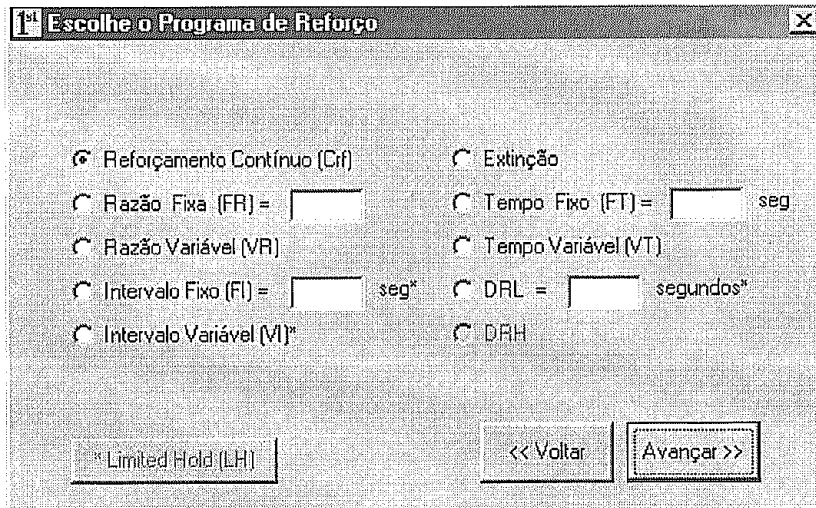 1st Escolhe o Programa de Reforço
Reforçamento Contínuo (Crf)
Razão Fixa (FR) =
Razão Variável (VR)
Intervalo Fixo (FI) = seg*
Intervalo Variável (VI)*
Extinção
Tempo Fixo (FT) = seg
Tempo Variável (VT)
DRL = segundos*
DRH
* Limited Hold (LH)
<< Voltar
Avançar >>